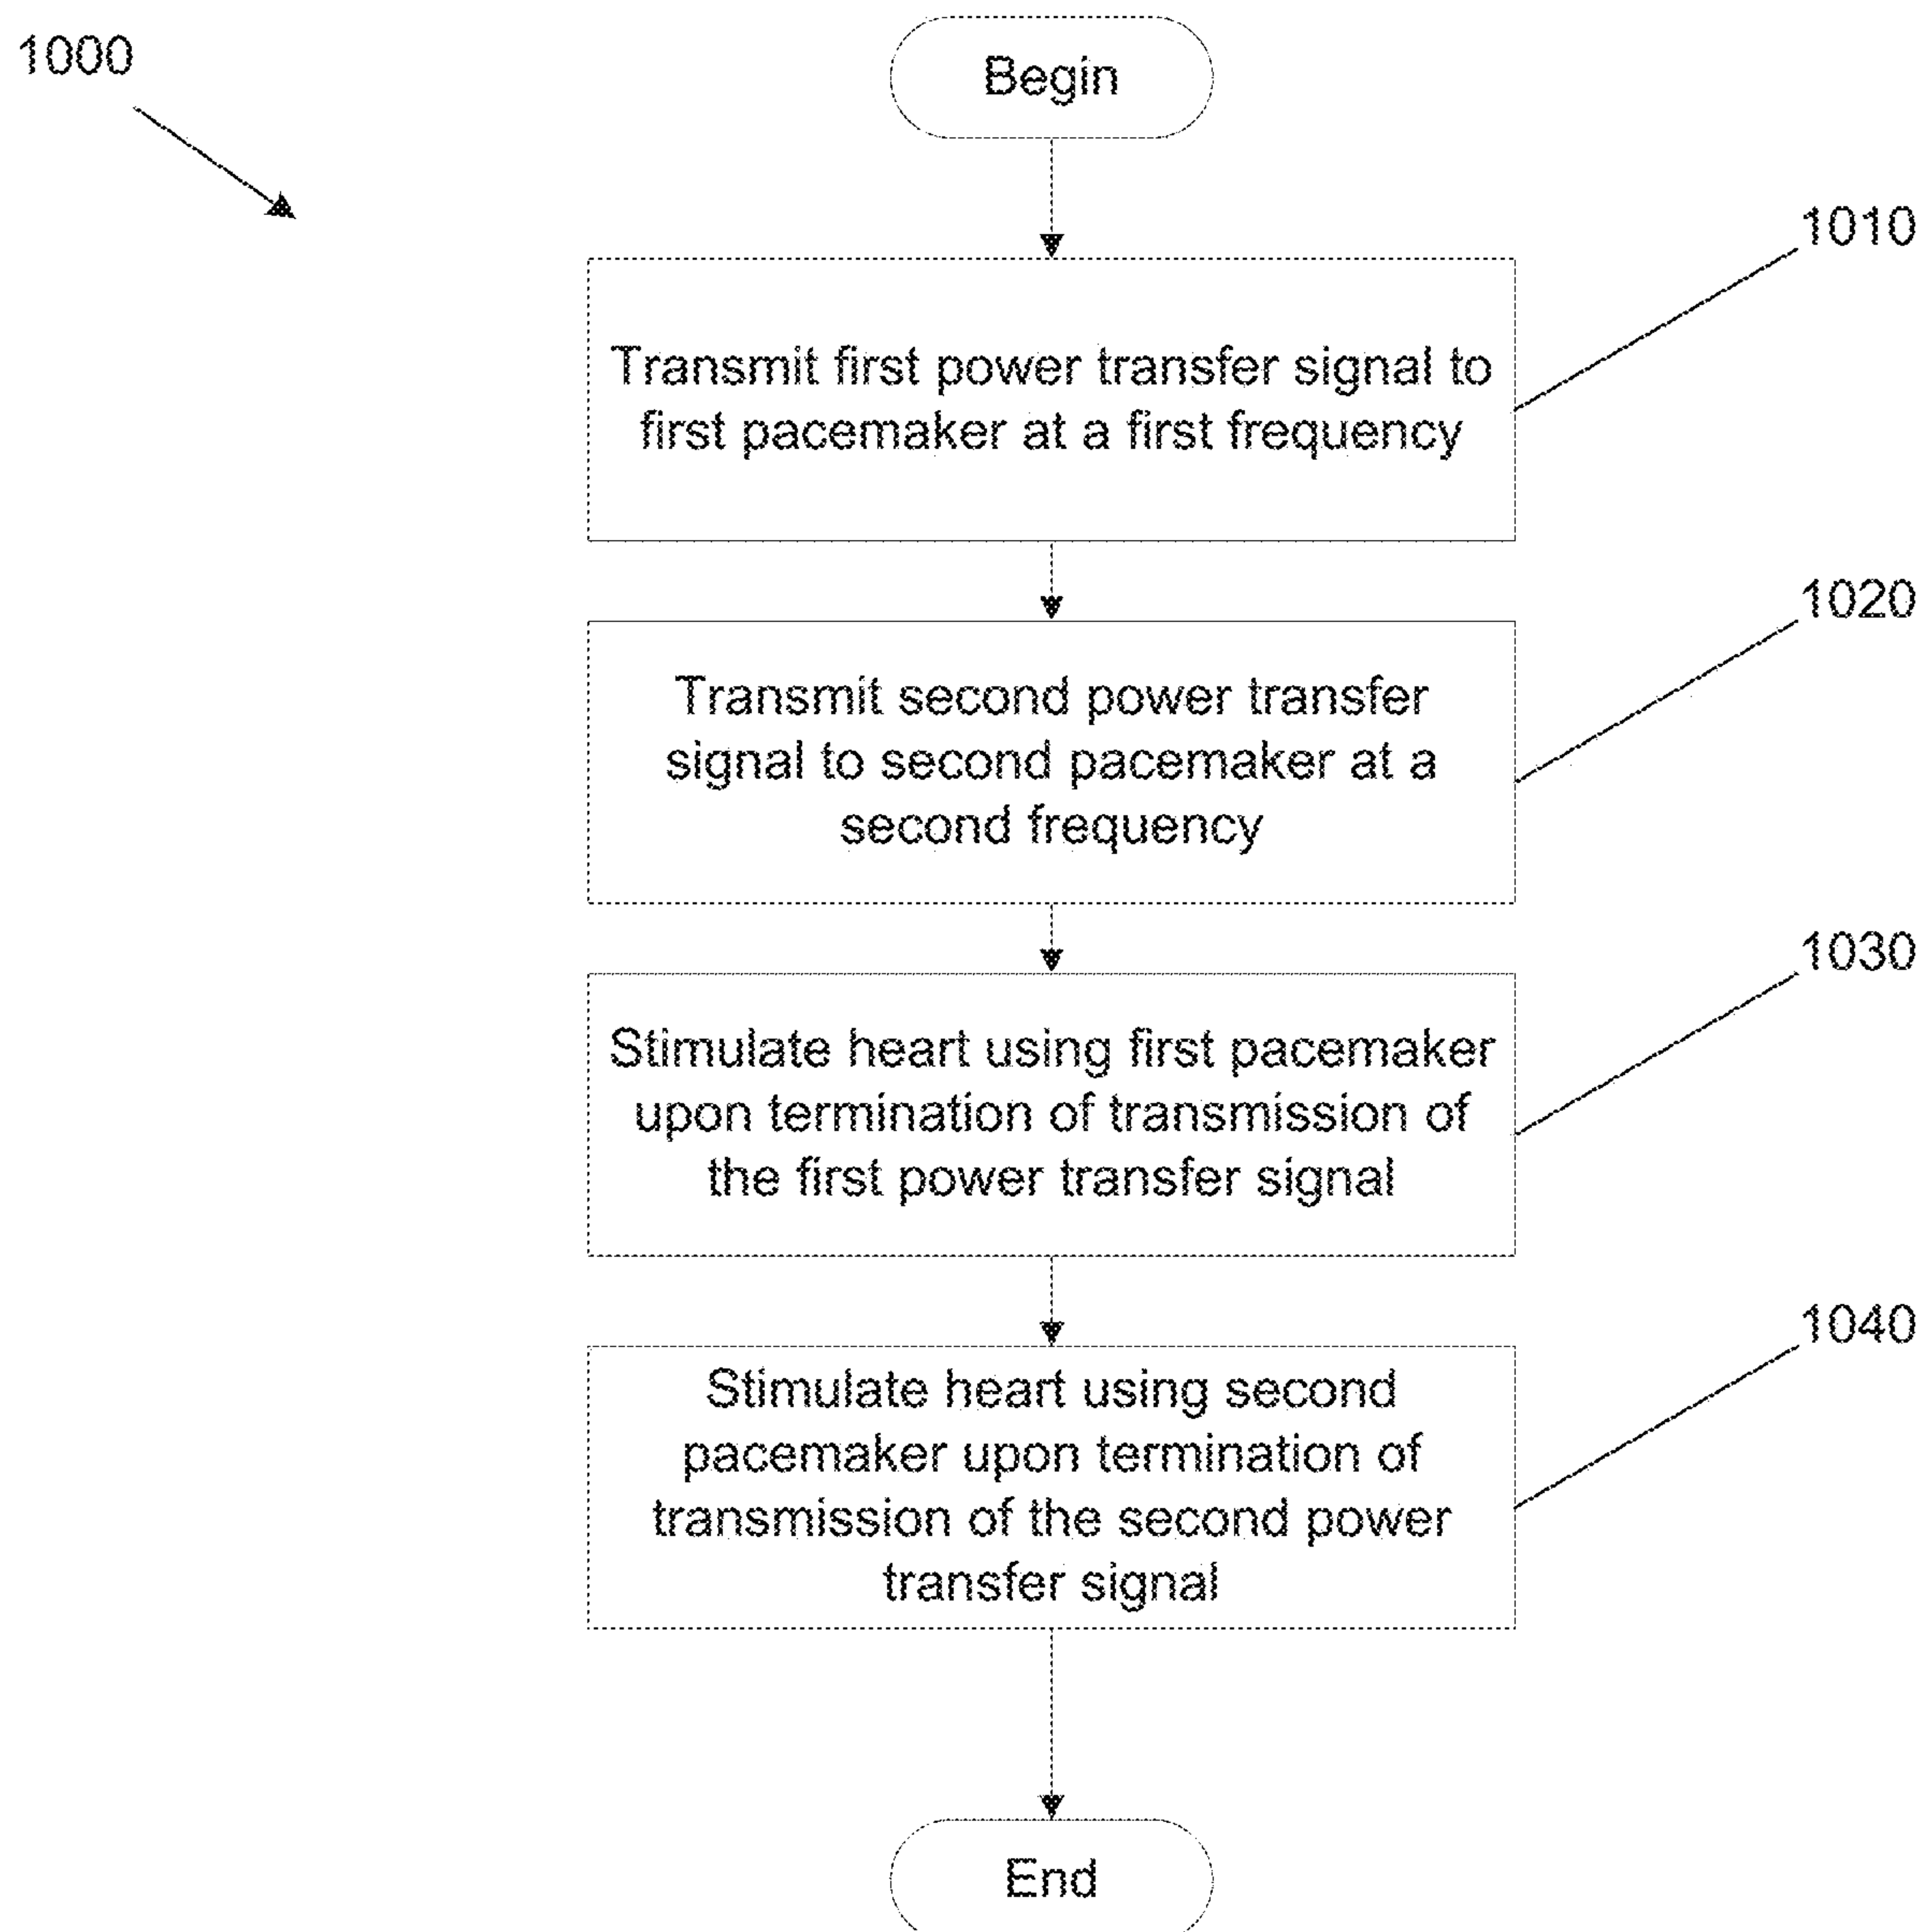 1000
Begin
1010
Transmit first power transfer signal to
first pacemaker at a first frequency
1020
Transmit second power transfer
signal to second pacemaker at a
second frequency
1030
Stimulate heart using first pacemaker
upon termination of transmission of
the first power transfer signal
1040
Stimulate heart using second
pacemaker upon termination of
transmission of the second power
transfer signal
End